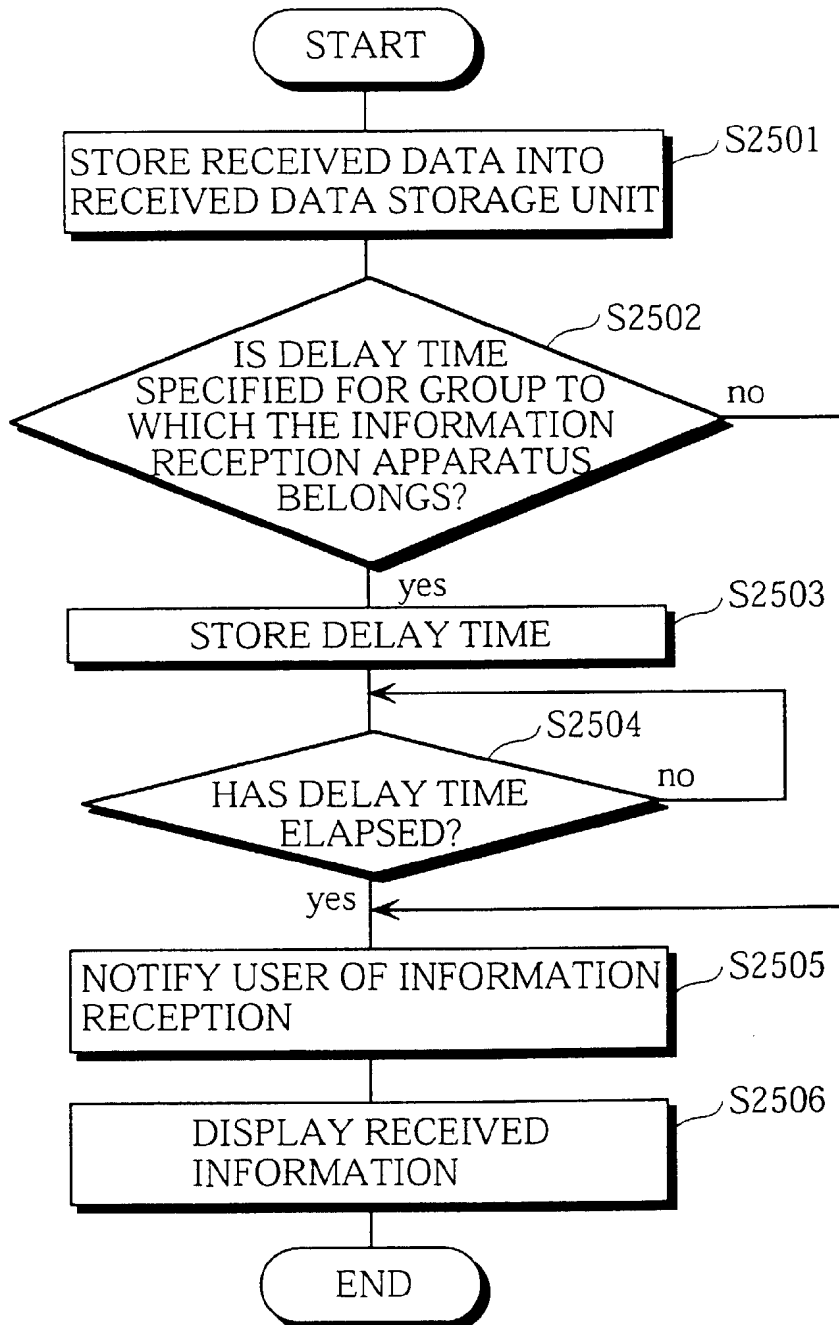 START
S2501
STORE RECEIVED DATA INTO
RECEIVED DATA STORAGE UNIT
S2502
IS DELAY TIME
SPECIFIED FOR GROUP TO
WHICH THE INFORMATION
RECEPTION APPARATUS
BELONGS?
no
yes
S2503
STORE DELAY TIME
S2504
HAS DELAY TIME
ELAPSED?
no
yes
S2505
NOTIFY USER OF INFORMATION
RECEPTION
S2506
DISPLAY RECEIVED
INFORMATION
END